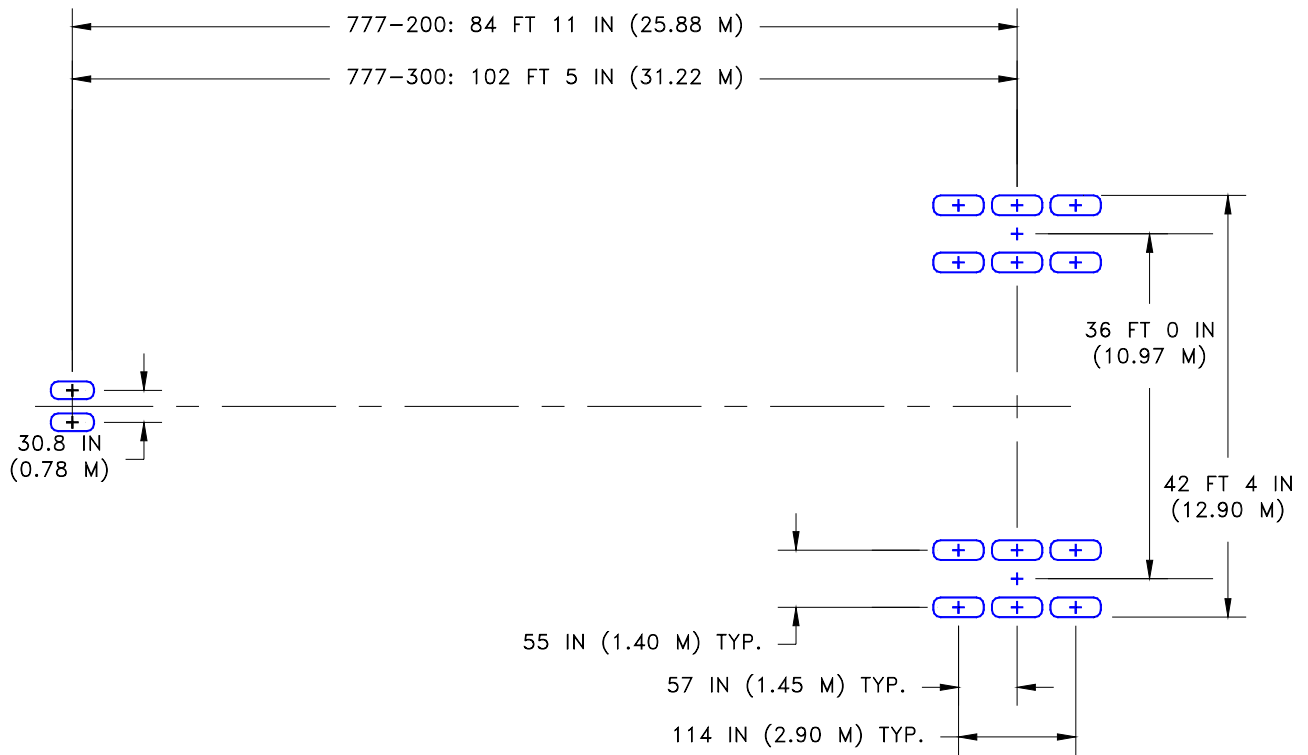 777-200: 84 FT 11 IN (25.88 M)
777-300: 102 FT 5 IN (31.22 M)
36 FT 0 IN
(10.97 M)
30.8 IN
(0.78 M)
42 FT 4 IN
(12.90 M)
55 IN (1.40 M) TYP.
57 IN (1.45 M) TYP.
114 IN (2.90 M) TYP.